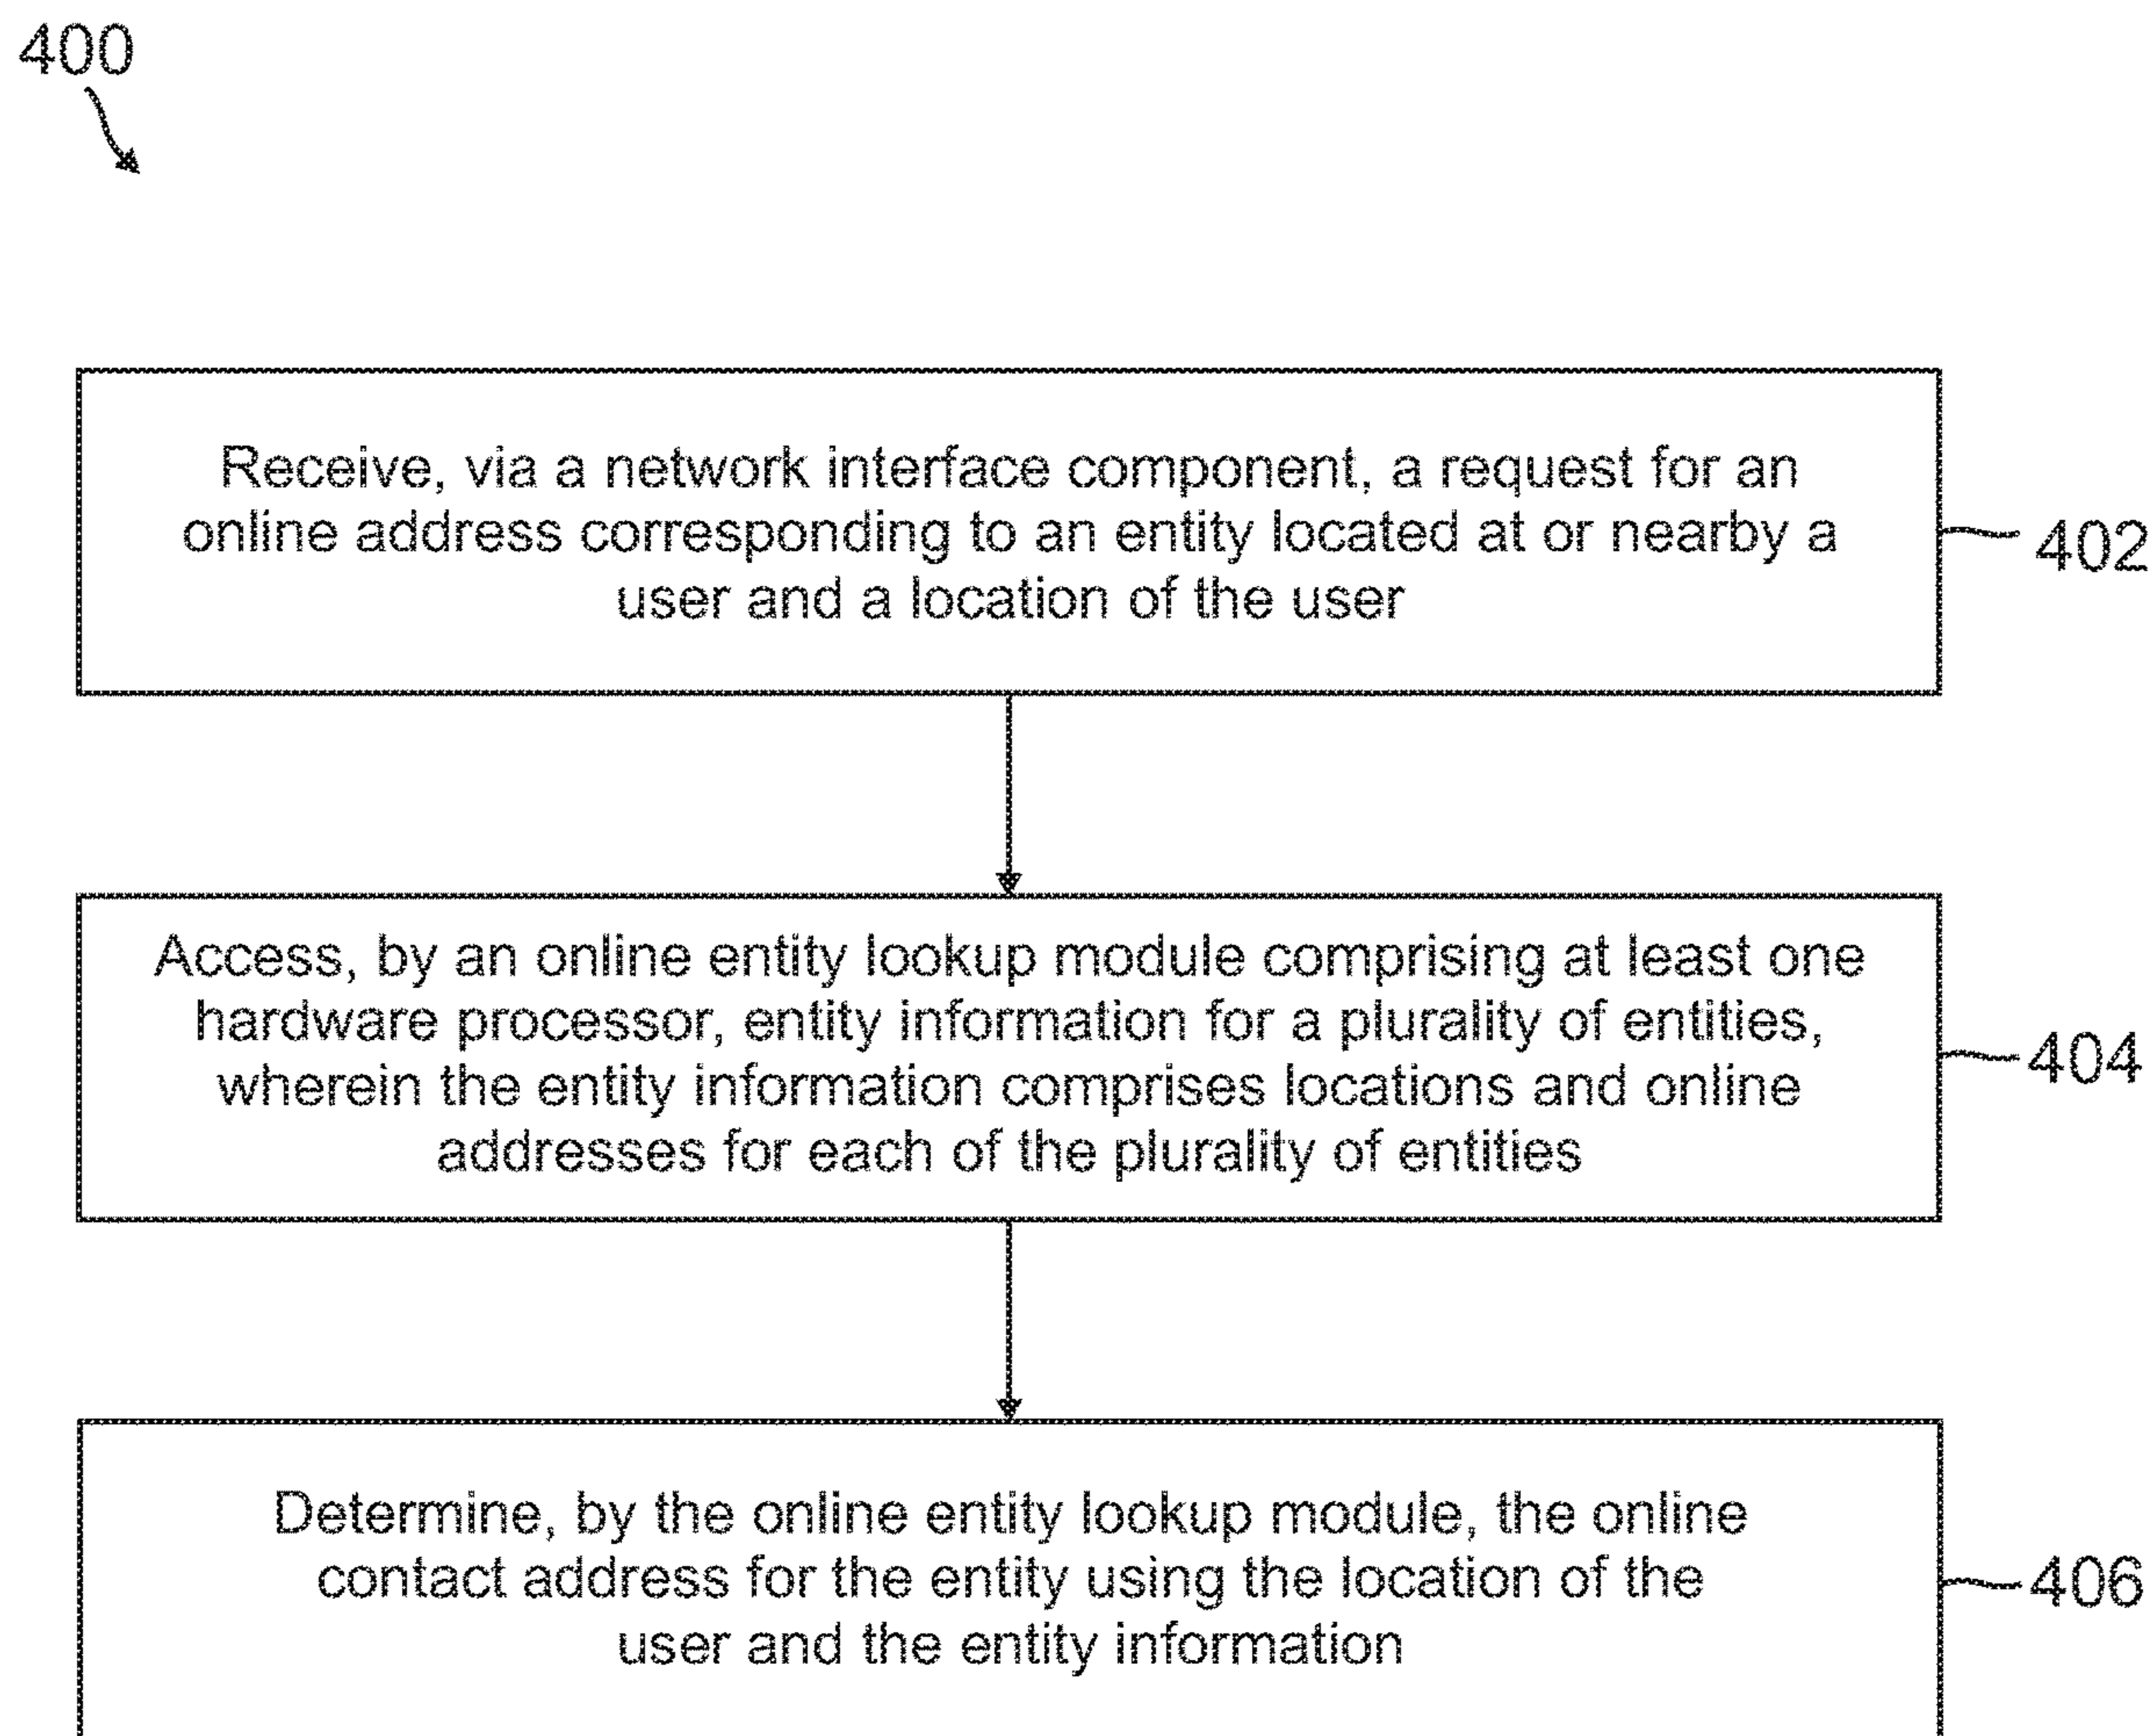 400
Receive, via a network interface component, a request for an
online address corresponding to an entity located at or nearby a
user and a location of the user
402
Access, by an online entity lookup module comprising at least one
hardware processor, entity information for a plurality of entities,
wherein the entity information comprises locations and online
addresses for each of the plurality of entities
404
Determine, by the online entity lookup module, the online
contact address for the entity using the location of the
user and the entity information
406